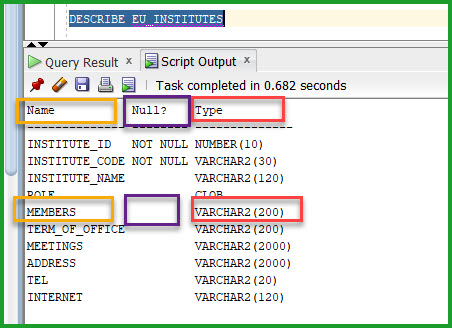 DESCRIBE EU_INSTITUTES
Query Result x Script Output x
Task completed in 0.682 seconds
Name Null? Type
INSTITUTE_ID NOT NULL NUMBER(10)
INSTITUTE_CODE NOT NULL VARCHAR2(30)
INSTITUTE_NAME VARCHAR2(120)
ROLE CLOB
MEMBERS VARCHAR2(200)
TERM_OF_OFFICE VARCHAR2(200)
MEETINGS VARCHAR2(2000)
ADDRESS VARCHAR2(2000)
TEL VARCHAR2(20)
INTERNET VARCHAR2(120)